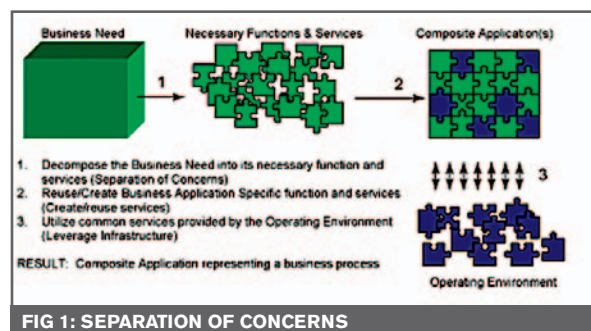 Business Need
Necessary Functions & Services
Composite Application(s)
1
2
1. Decompose the Business Need into its necessary function and
services (Separation of Concerns)
2. Reuse/Create Business Application Specific function and services
(Create/reuse services)
3. Utilize common services provided by the Operating Environment
(Leverage Infrastructure)
RESULT: Composite Application representing a business process
3
Operating Environment
FIG 1: SEPARATION OF CONCERNS